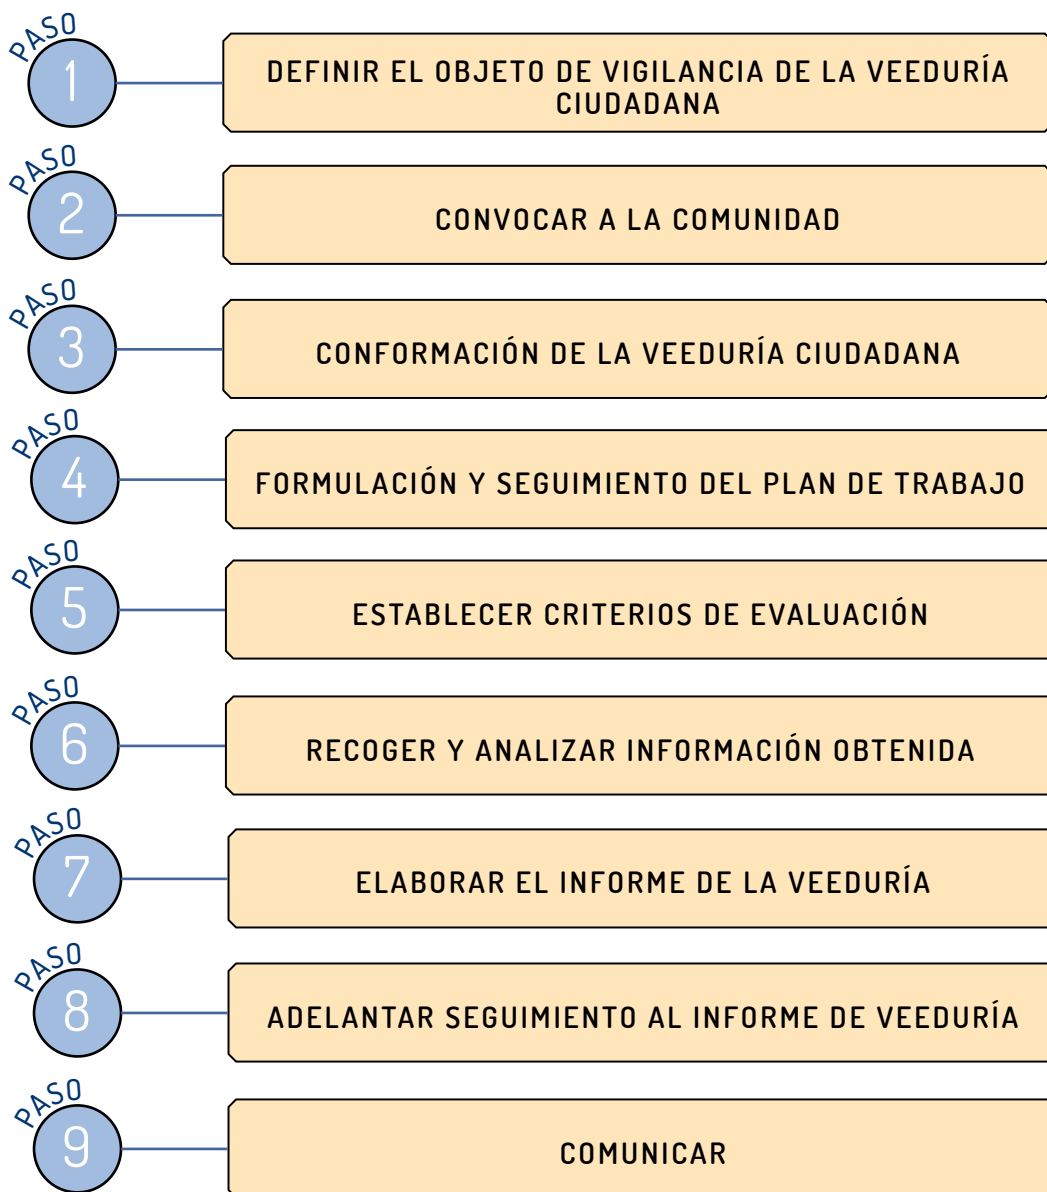 PASO
1
DEFINIR EL OBJETO DE VIGILANCIA DE LA VEEDURÍA
CIUDADANA
PASO
2
CONVOCAR A LA COMUNIDAD
PASO
3
CONFORMACIÓN DE LA VEEDURÍA CIUDADANA
PASO
4
FORMULACIÓN Y SEGUIMIENTO DEL PLAN DE TRABAJO
PASO
5
ESTABLECER CRITERIOS DE EVALUACIÓN
PASO
6
RECOGER Y ANALIZAR INFORMACIÓN OBTENIDA
PASO
7
ELABORAR EL INFORME DE LA VEEDURÍA
PASO
8
ADELANTAR SEGUIMIENTO AL INFORME DE VEEDURÍA
PASO
9
COMUNICAR